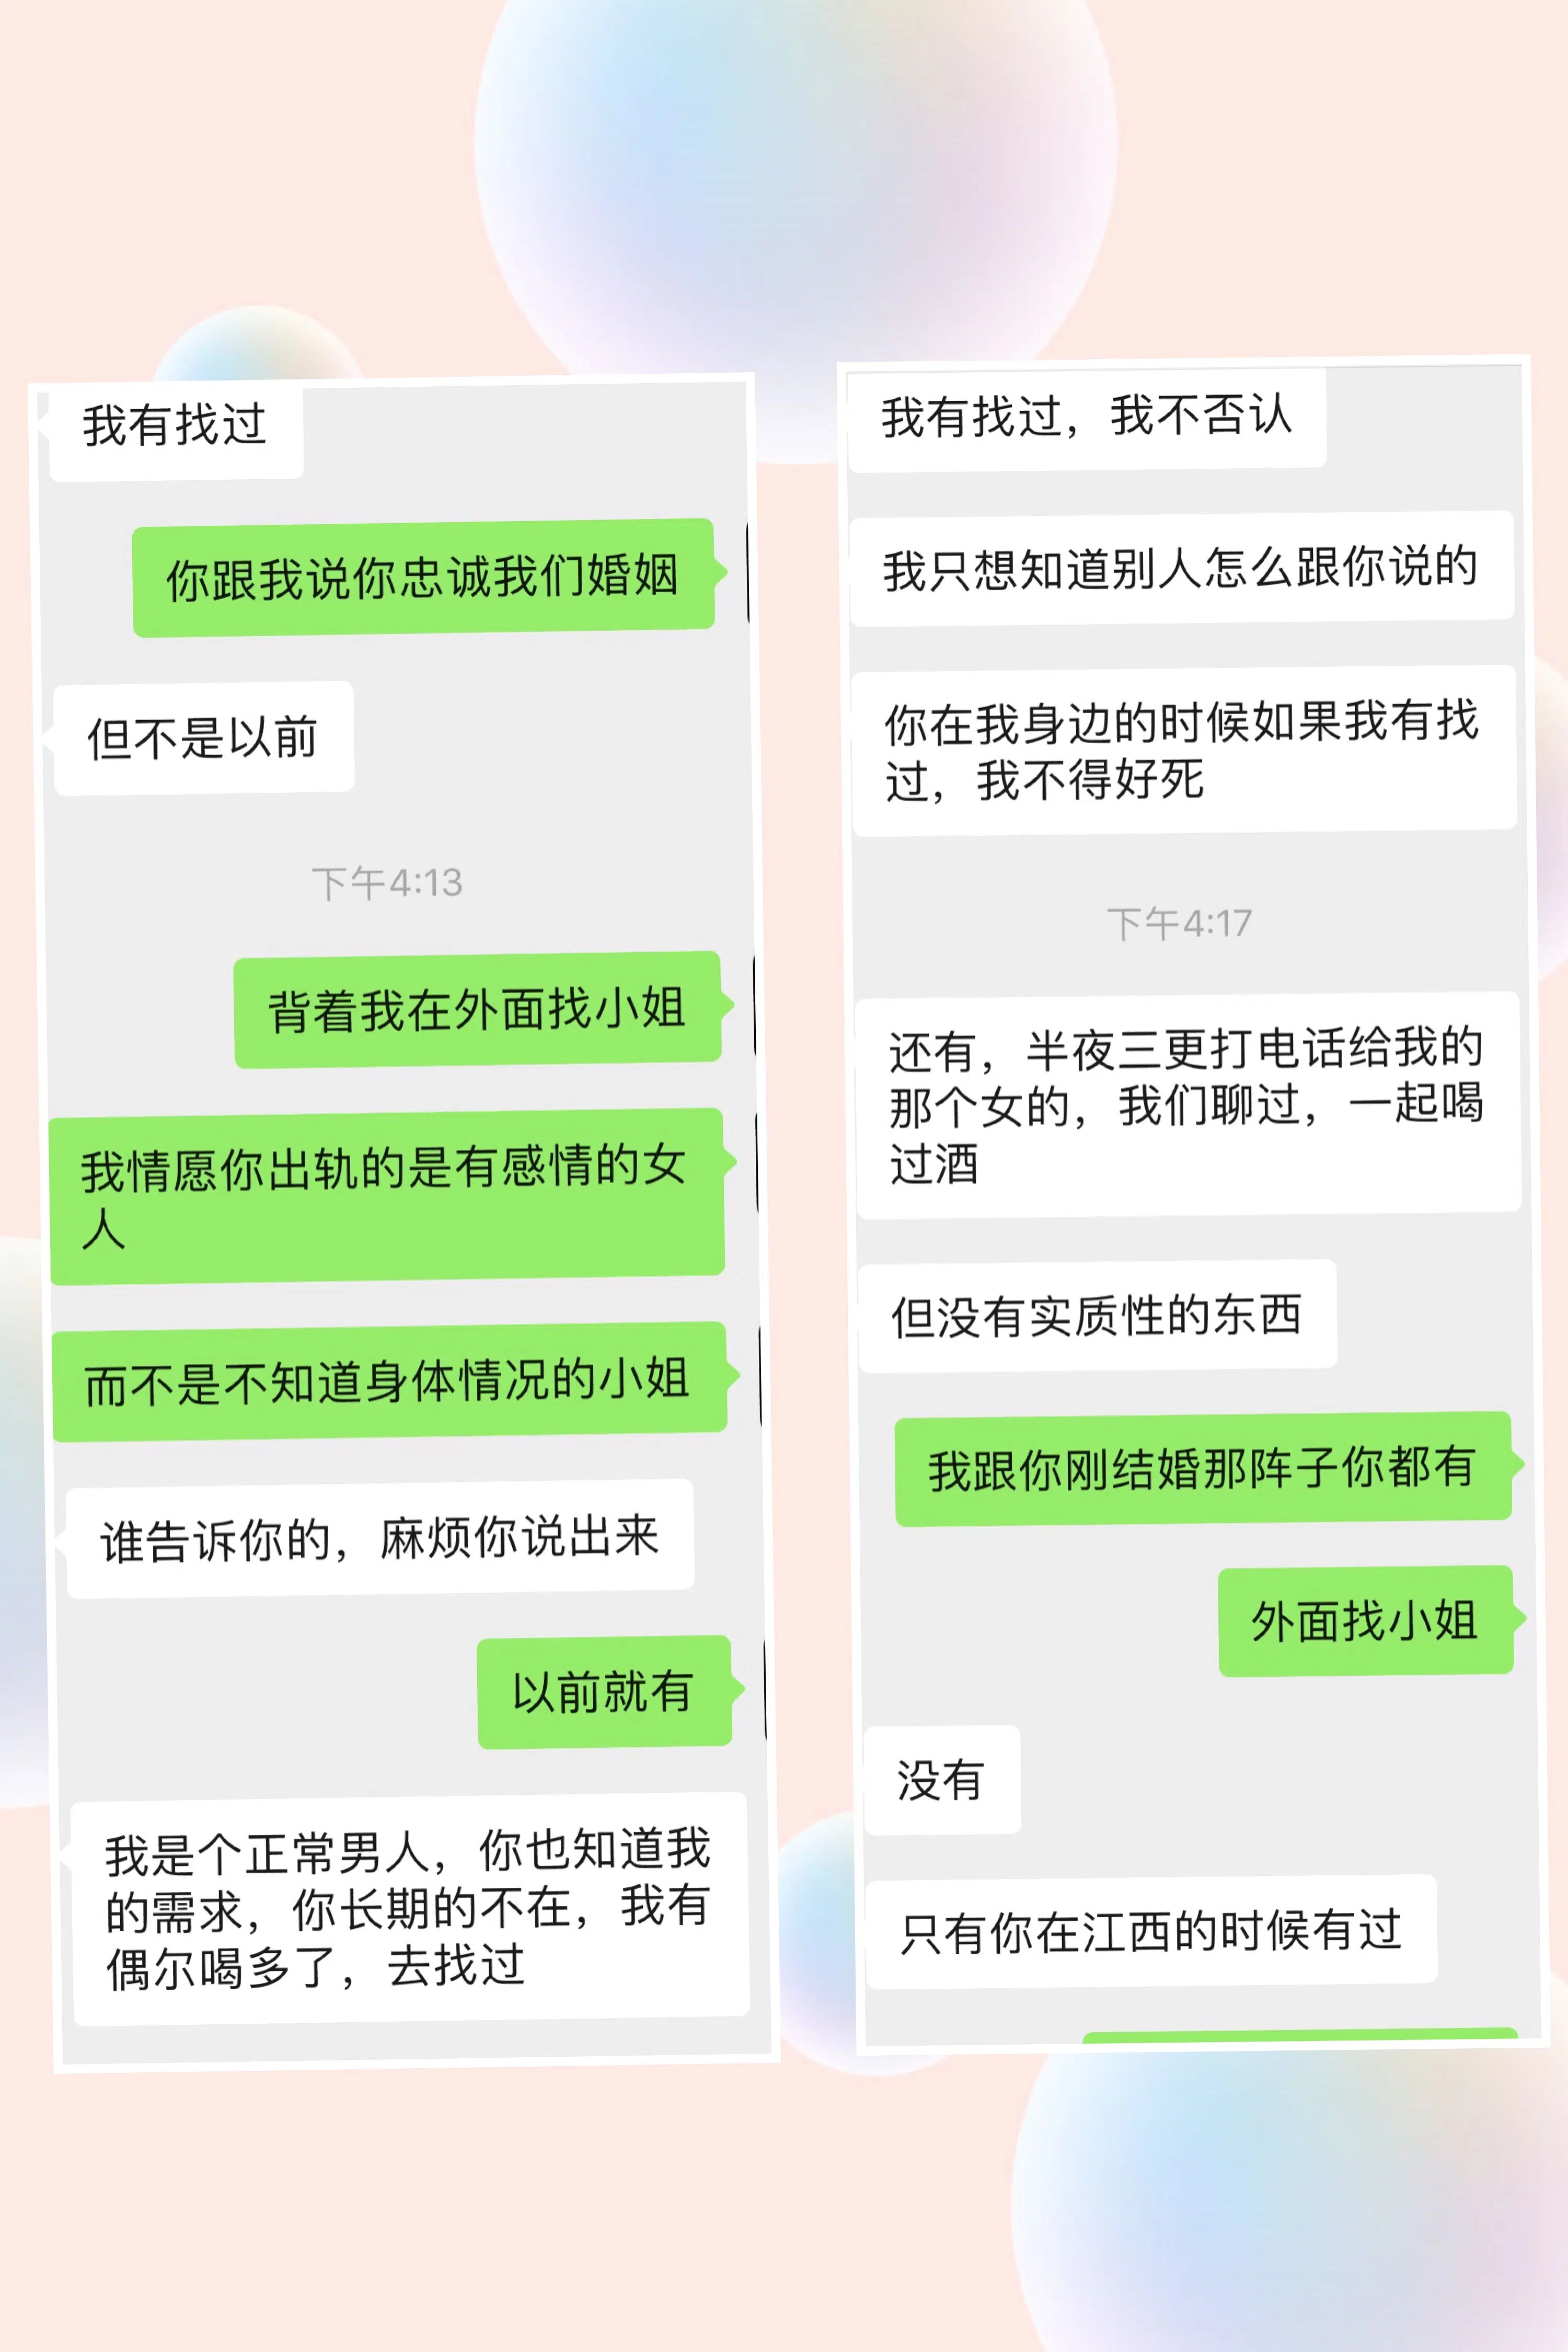 我有找过
你跟我说你忠诚我们婚姻
但不是以前
下午4:13
背着我在外面找小姐
我情愿你出轨的是有感情的女
人
而不是不知道身体情况的小姐
谁告诉你的，麻烦你说出来
以前就有
我是个正常男人，你也知道我
的需求，你长期的不在，我有
偶尔喝多了，去找过
我有找过，我不否认
我只想知道别人怎么跟你说的
你在我身边的时候如果我有找
过，我不得好死
下午4:17
还有，半夜三更打电话给我的
那个女的，我们聊过，一起喝
过酒
但没有实质性的东西
我跟你刚结婚那阵子你都有
外面找小姐
没有
只有你在江西的时候有过